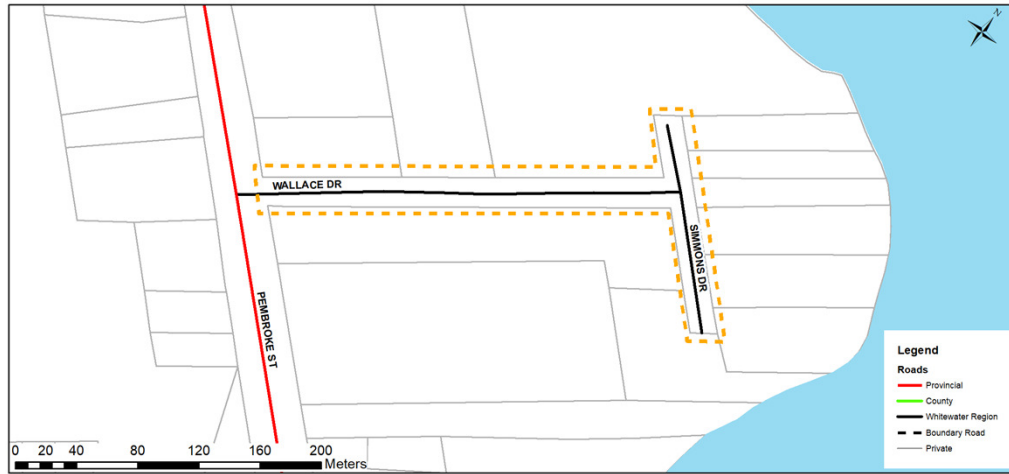 N
WALLACE DR
SIMMONS DR
PEMBROKE ST
Legend
Roads
Provincial
County
Whitewater Region
Boundary Road
Private
0 20 40 80 120 160 200
Meters